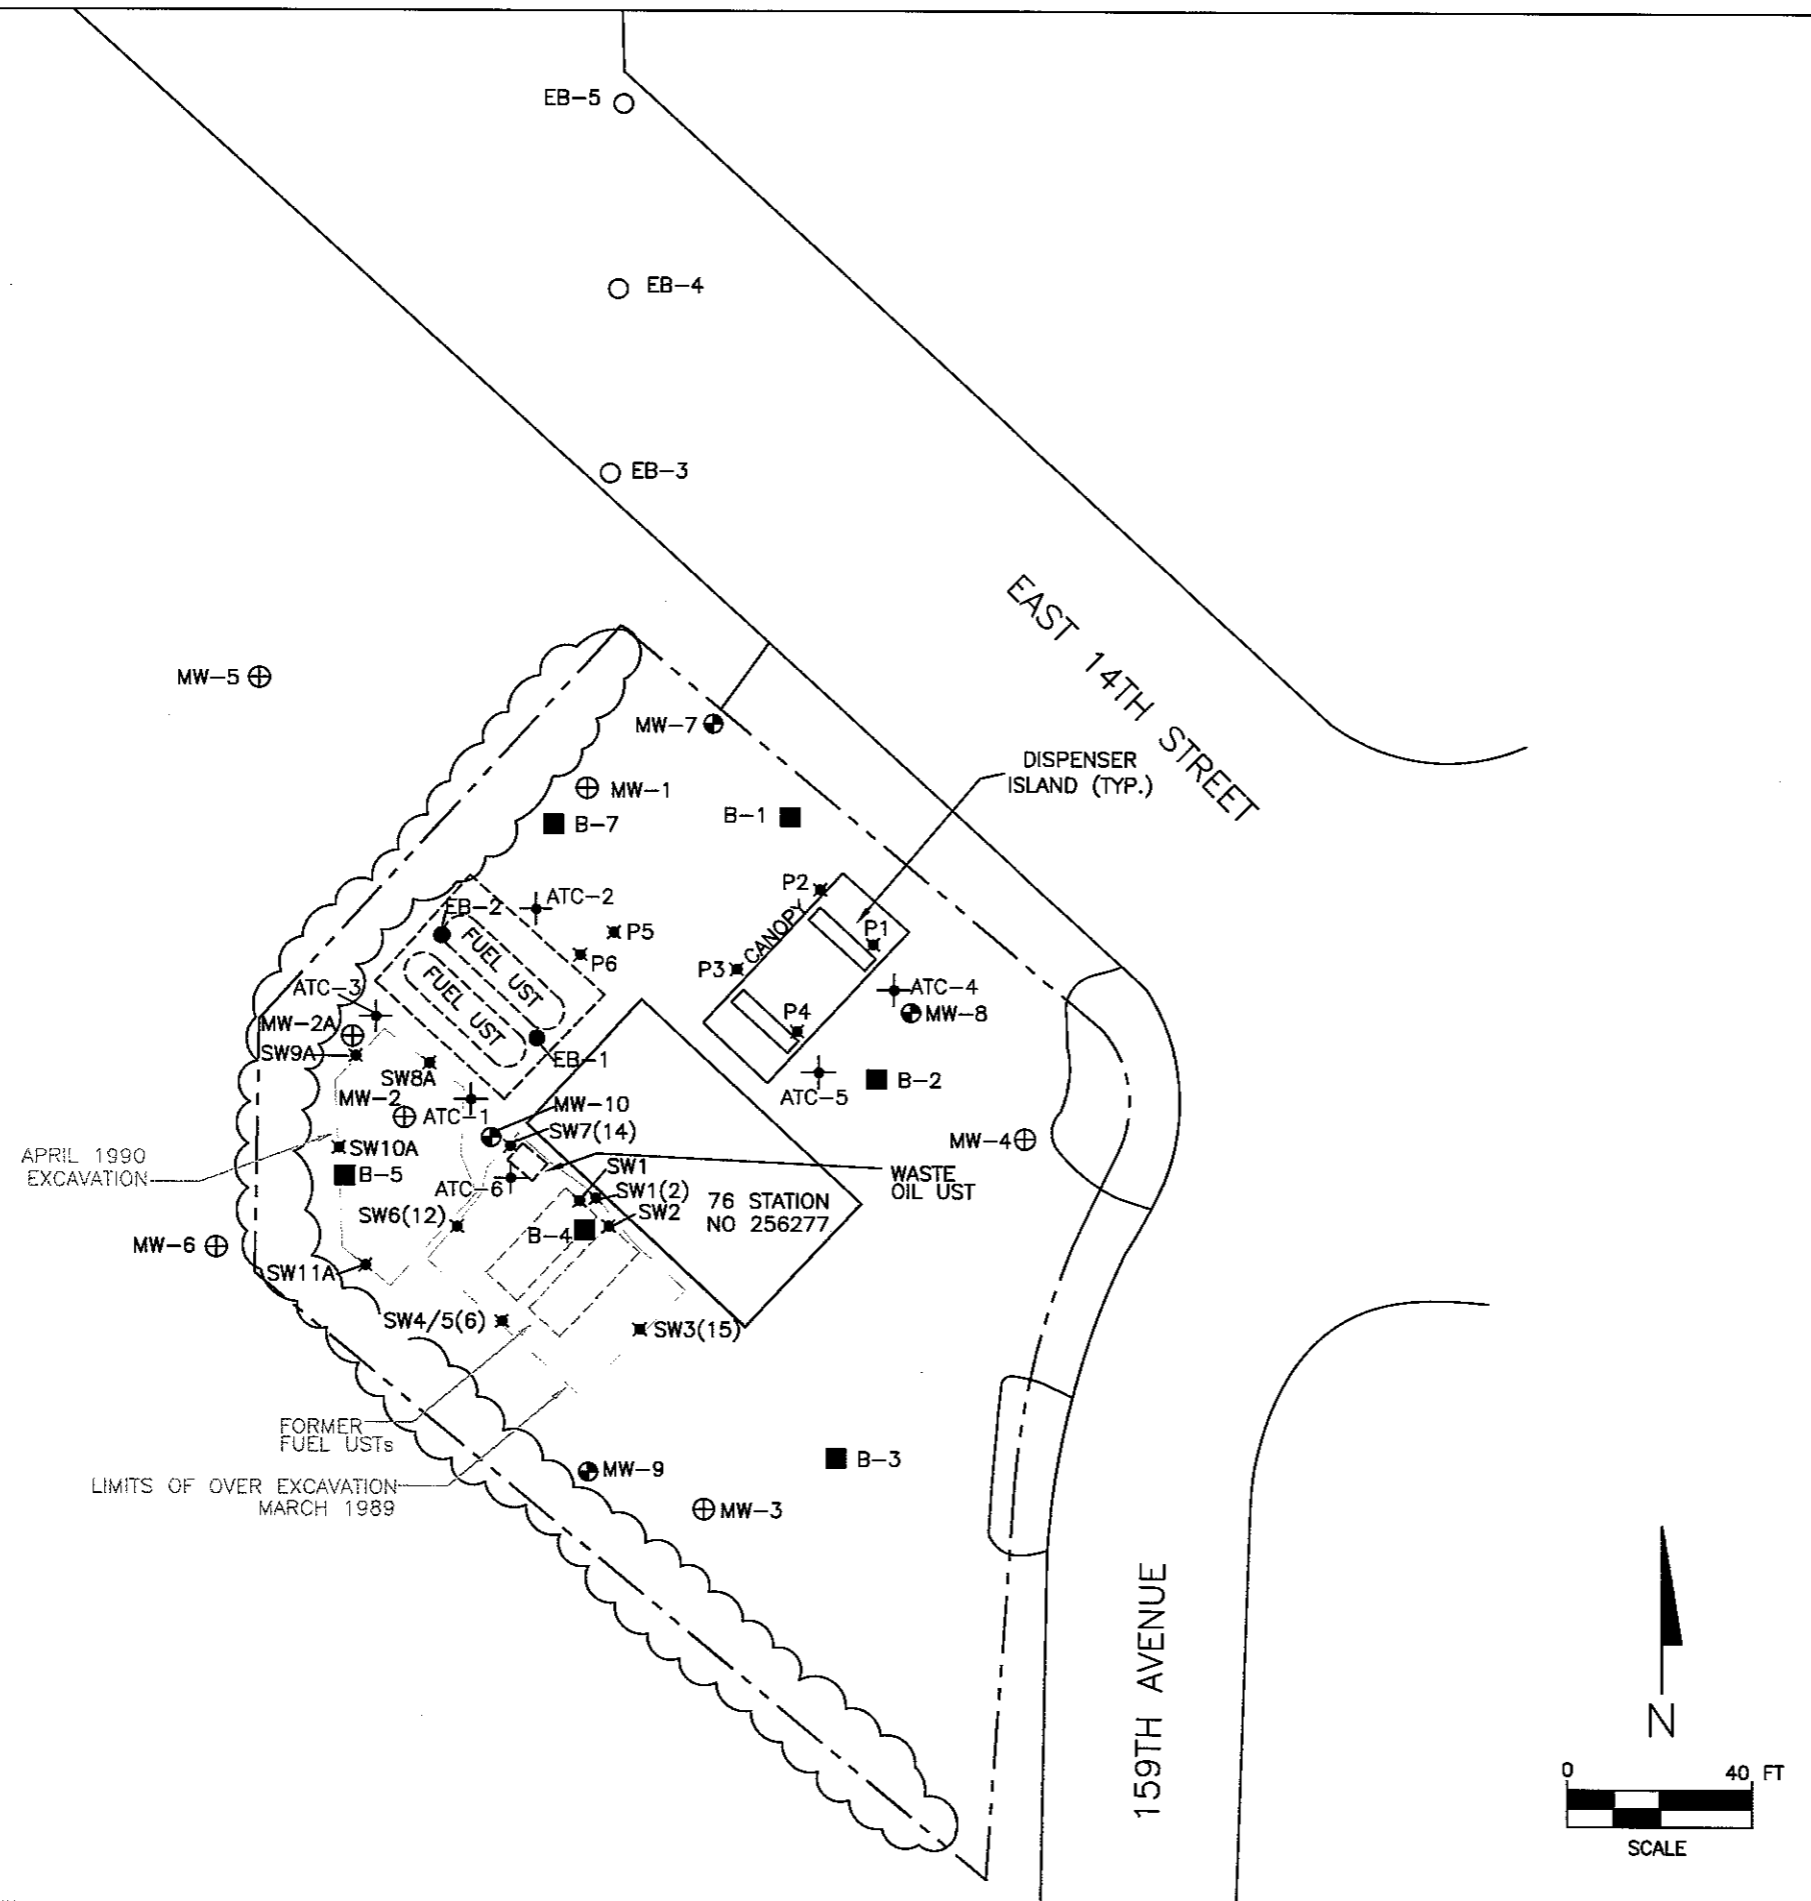 EB-5
EB-4
EB-3
EAST 14TH STREET
MW-5
MW-7
DISPENSER
ISLAND (TYP.)
MW-1
B-7
B-1
P2
CANOPY
P1
P3
P4
ATC-2
EB-2
P5
P6
FUEL UST
FUEL UST
ATC-3
ATC-4
MW-8
MW-2A
SW9A
EB-1
SW8A
ATC-5
B-2
MW-2
ATC-1
MW-10
SW7(14)
MW-4
APRIL 1990
EXCAVATION
SW10A
B-5
SW1
WASTE
OIL UST
ATC-6
SW1(2)
SW6(12)
SW2
76 STATION
NO 256277
B-4
MW-6
SW11A
SW4/5(6)
SW3(15)
FORMER
FUEL USTs
LIMITS OF OVER EXCAVATION
MARCH 1989
MW-9
B-3
MW-3
159TH AVENUE
N
0 40 FT
SCALE